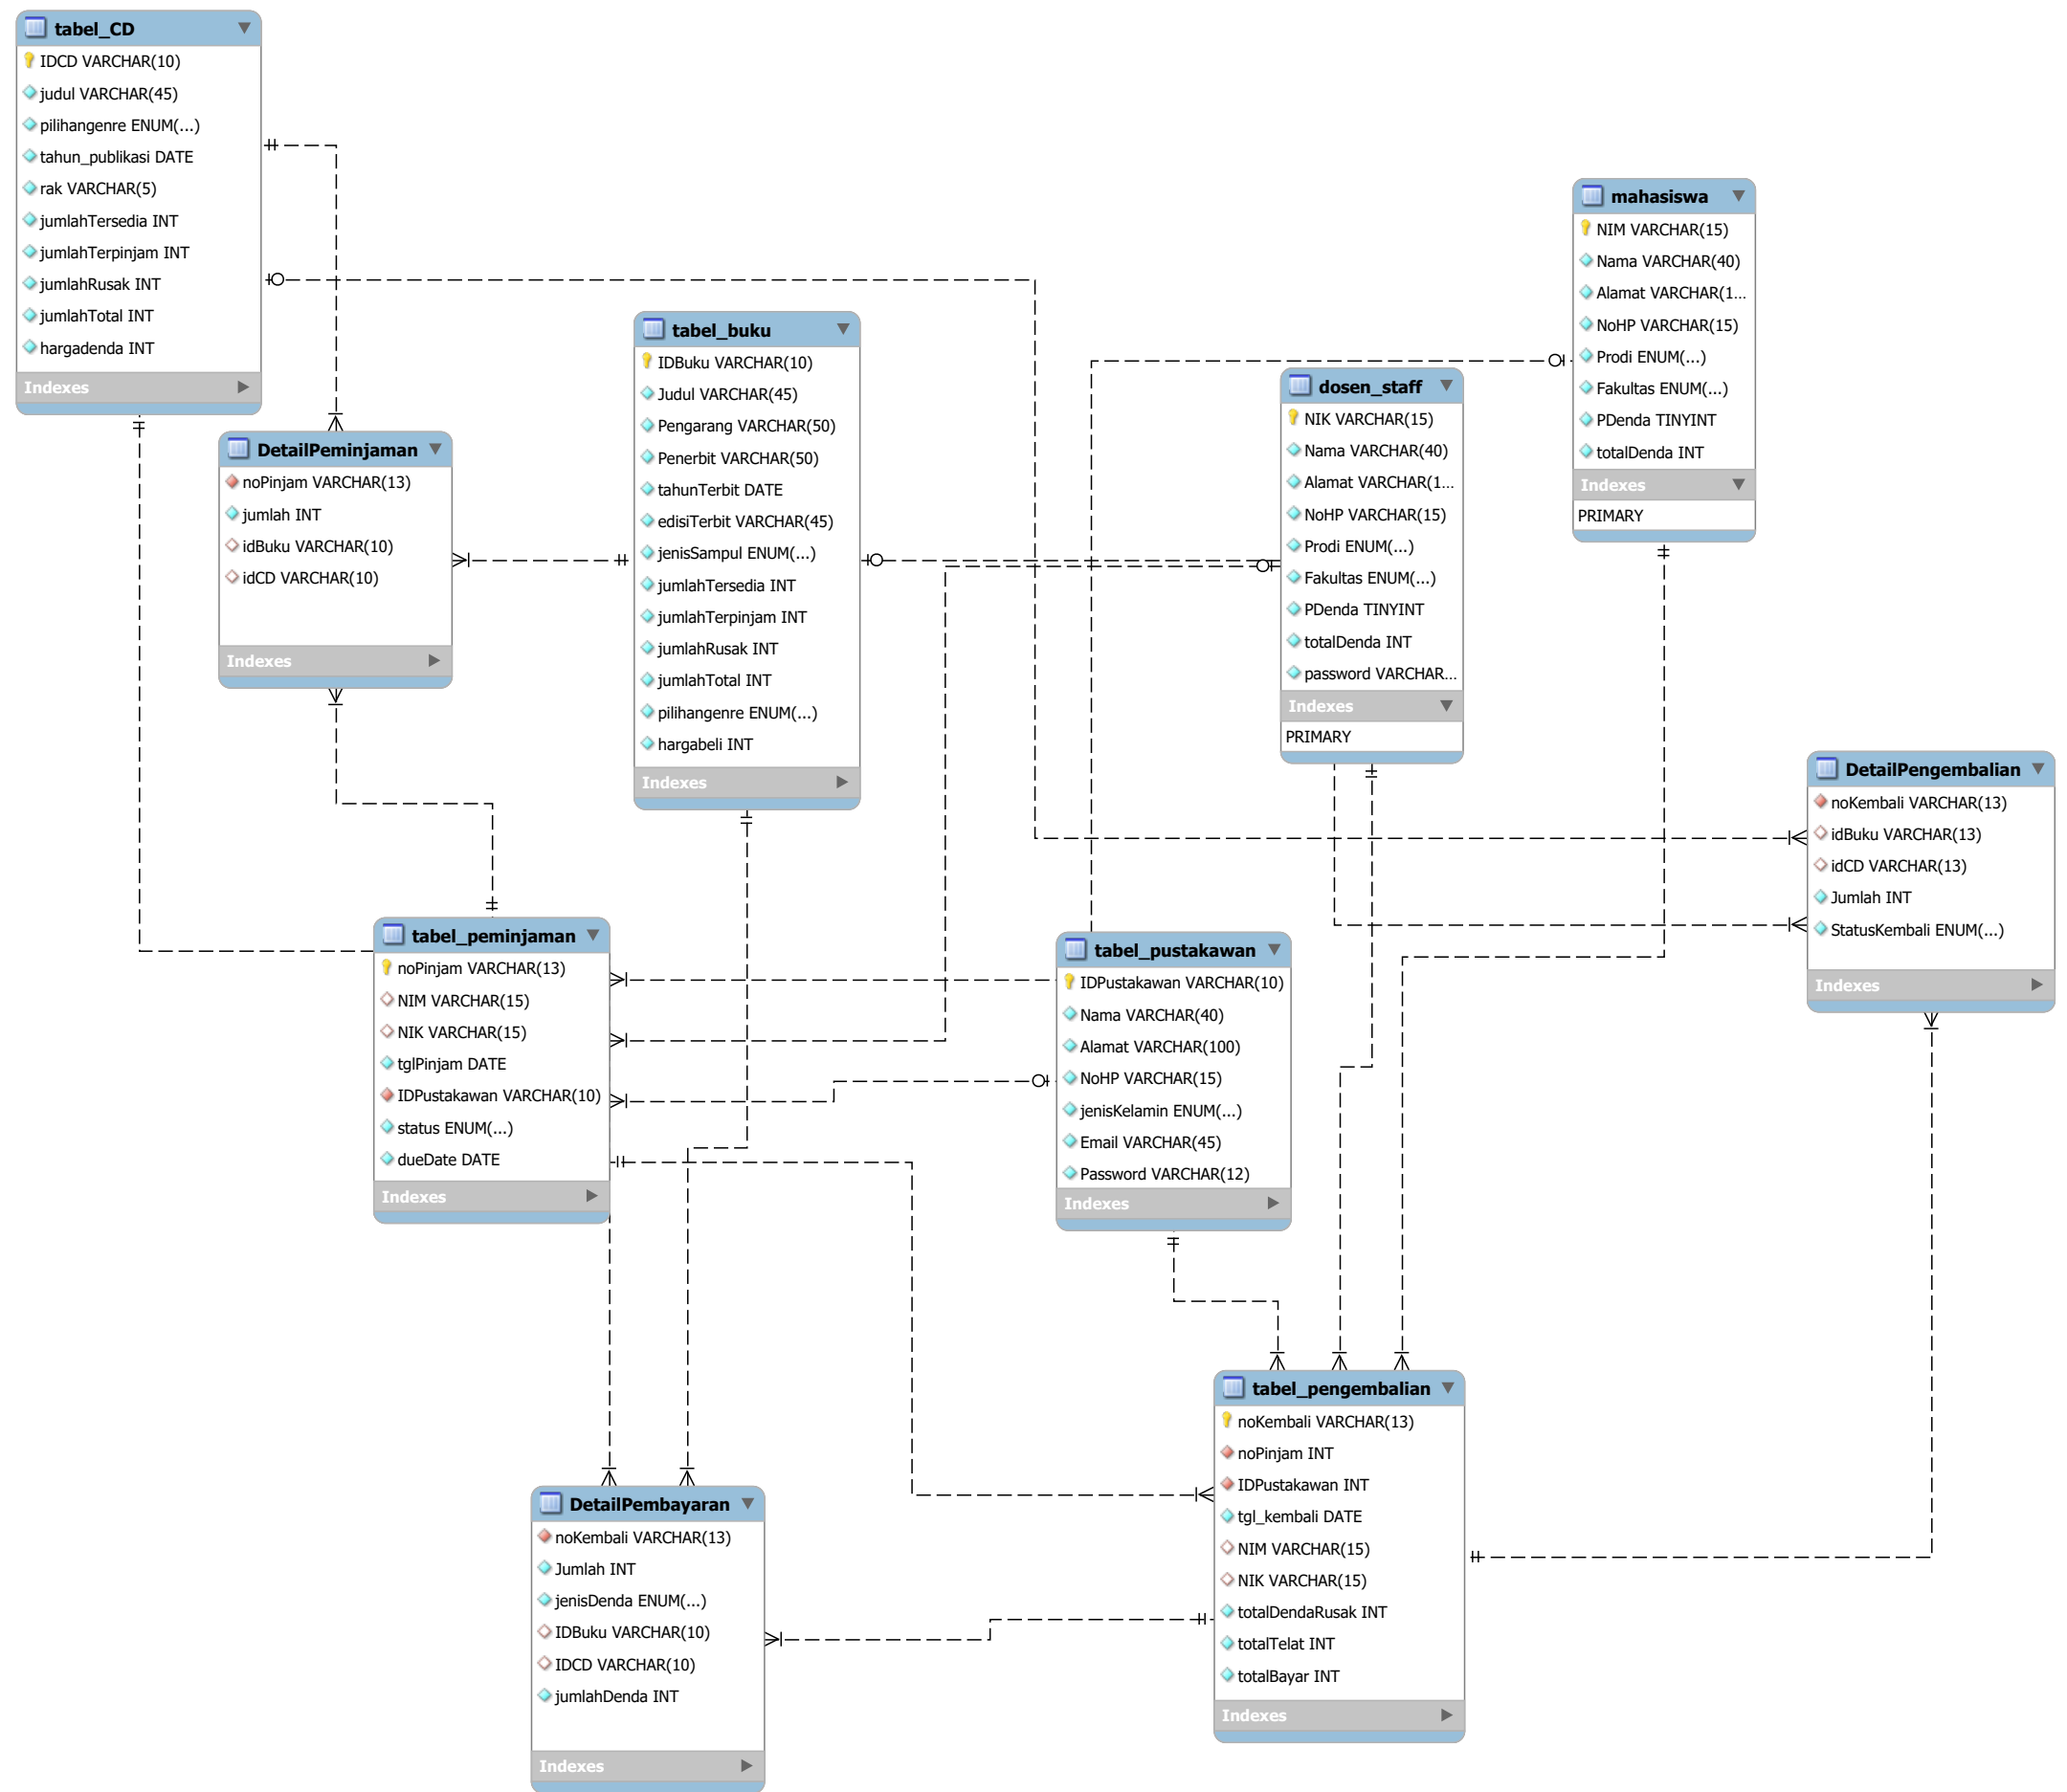 tabel_CD
IDCD VARCHAR(10)
judul VARCHAR(45)
pilihangenre ENUM(...)
tahun_publikasi DATE
rak VARCHAR(5)
jumlahTersedia INT
jumlahTerpinjam INT
jumlahRusak INT
jumlahTotal INT
hargadenda INT
Indexes
mahasiswa
NIM VARCHAR(15)
Nama VARCHAR(40)
Alamat VARCHAR(1...
NoHP VARCHAR(15)
Prodi ENUM(...)
Fakultas ENUM(...)
PDenda TINYINT
totalDenda INT
Indexes
PRIMARY
tabel_buku
IDBuku VARCHAR(10)
Judul VARCHAR(45)
Pengarang VARCHAR(50)
Penerbit VARCHAR(50)
tahunTerbit DATE
edisiTerbit VARCHAR(45)
jenisSampul ENUM(...)
jumlahTersedia INT
jumlahTerpinjam INT
jumlahRusak INT
jumlahTotal INT
pilihangenre ENUM(...)
hargabeli INT
Indexes
dosen_staff
NIK VARCHAR(15)
Nama VARCHAR(40)
Alamat VARCHAR(1...
NoHP VARCHAR(15)
Prodi ENUM(...)
Fakultas ENUM(...)
PDenda TINYINT
totalDenda INT
password VARCHAR...
Indexes
PRIMARY
DetailPeminjaman
noPinjam VARCHAR(13)
jumlah INT
idBuku VARCHAR(10)
idCD VARCHAR(10)
Indexes
DetailPengembalian
noKembali VARCHAR(13)
idBuku VARCHAR(13)
idCD VARCHAR(13)
Jumlah INT
StatusKembali ENUM(...)
Indexes
tabel_peminjaman
noPinjam VARCHAR(13)
NIM VARCHAR(15)
NIK VARCHAR(15)
tglPinjam DATE
IDPustakawan VARCHAR(10)
status ENUM(...)
dueDate DATE
Indexes
tabel_pustakawan
IDPustakawan VARCHAR(10)
Nama VARCHAR(40)
Alamat VARCHAR(100)
NoHP VARCHAR(15)
jenisKelamin ENUM(...)
Email VARCHAR(45)
Password VARCHAR(12)
Indexes
tabel_pengembalian
noKembali VARCHAR(13)
noPinjam INT
IDPustakawan INT
tgl_kembali DATE
NIM VARCHAR(15)
NIK VARCHAR(15)
totalDendaRusak INT
totalTelat INT
totalBayar INT
Indexes
DetailPembayaran
noKembali VARCHAR(13)
Jumlah INT
jenisDenda ENUM(...)
IDBuku VARCHAR(10)
IDCD VARCHAR(10)
jumlahDenda INT
Indexes